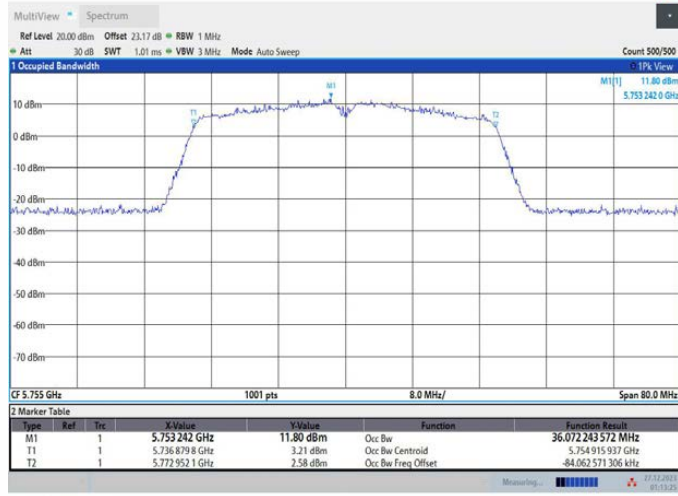 MultiView Spectrum
Ref Level 20.00 dBm Offset 23.17 dB RBW 1 MHz
Att 30 dB SWT 1.01 ms VBW 3 MHz Mode Auto Sweep Count 500/500
1 Occupied Bandwidth 1Pk View
M1[1] 11.80 dBm
5.753 242 0 GHz
M1
T1
T2
10 dBm
0 dBm
-10 dBm
-20 dBm
-30 dBm
-40 dBm
-50 dBm
-60 dBm
-70 dBm
CF 5.755 GHz 1001 pts 8.0 MHz/ Span 80.0 MHz
2 Marker Table
Type Ref Trc X-Value Y-Value Function Function Result
M1 1 5.753 242 GHz 11.80 dBm Occ Bw 36.072 243 572 MHz
T1 1 5.736 879 8 GHz 3.21 dBm Occ Bw Centroid 5.754 915 937 GHz
T2 1 5.772 952 1 GHz 2.58 dBm Occ Bw Freq Offset -84.062 571 306 kHz
Measuring...
01:13:25